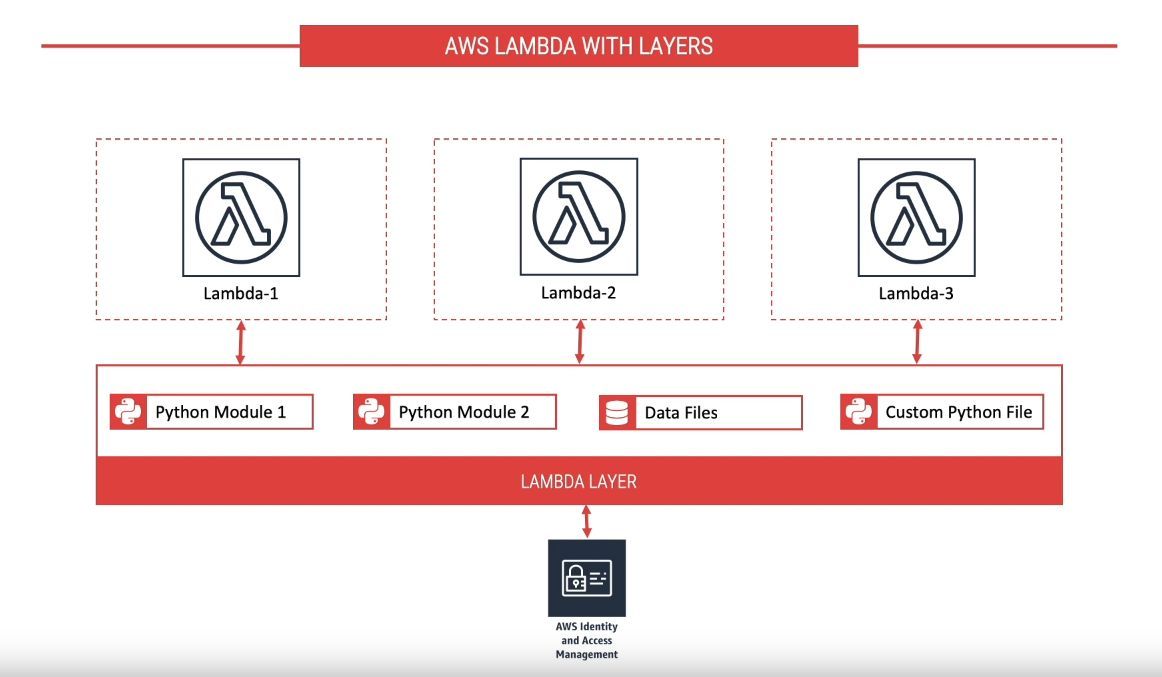 AWS LAMBDA WITH LAYERS
Lambda-1
Lambda-2
Lambda-3
Python Module 1
Python Module 2
Data Files
Custom Python File
LAMBDA LAYER
AWS Identity
and Access
Management